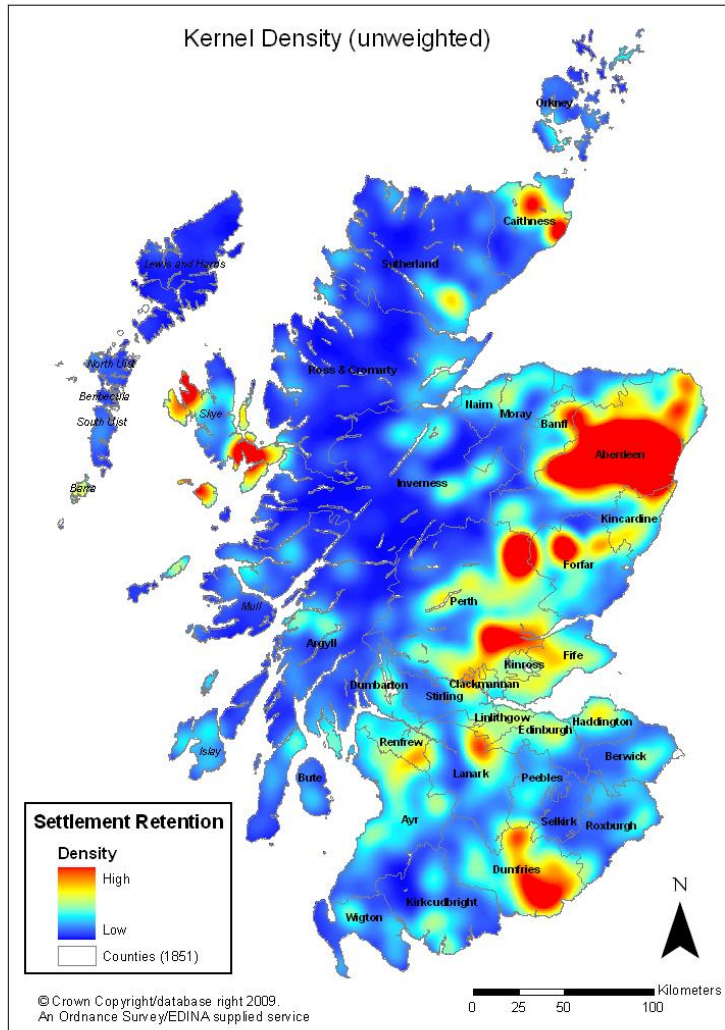 Kernel Density (unweighted)
Orkney
Caithness
Lewis and Harris
Sutherland
North Uist
Ross & Cromarty
Benbecula
Skye
Nairn
Moray
South Uist
Banff
Aberdeen
Inverness
Barra
Kincardine
Forfar
Perth
Mull
Argyll
Fife
Kinross
Clackmannan
Dumbarton
Stirling
Linlithgow
Haddington
Edinburgh
Renfrew
Islay
Berwick
Lanark
Bute
Peebles
Ayr
Selkirk
Roxburgh
Dumfries
Kirkcudbright
Wigton
Settlement Retention
Density
High
Low
Counties (1851)
N
Kilometers
0 25 50 100
© Crown Copyright/database right 2009.
An Ordnance Survey/EDINA supplied service